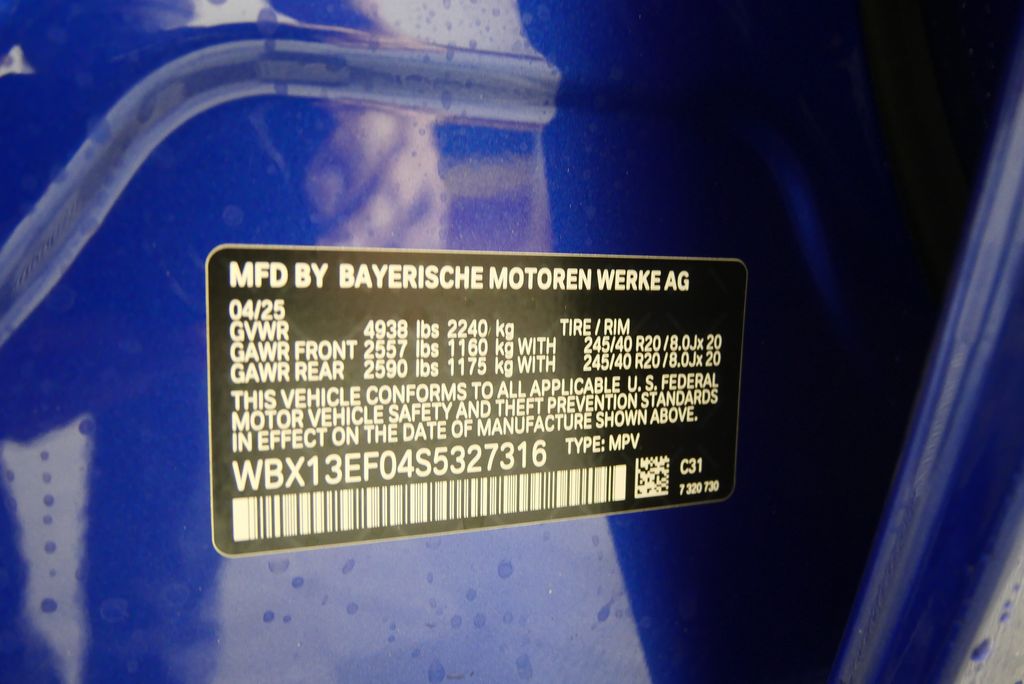 MFD BY BAYERISCHE MOTOREN WERKE AG
04/25
GVWR 4938 lbs 2240 kg TIRE / RIM
GAWR FRONT 2557 lbs 1160 kg WITH 245/40 R20 / 8.0Jx 20
GAWR REAR 2590 lbs 1175 kg WITH 245/40 R20 / 8.0Jx 20
THIS VEHICLE CONFORMS TO ALL APPLICABLE U. S. FEDERAL
MOTOR VEHICLE SAFETY AND THEFT PREVENTION STANDARDS
IN EFFECT ON THE DATE OF MANUFACTURE SHOWN ABOVE.
WBX13EF04S5327316 TYPE: MPV
C31
7 320 730